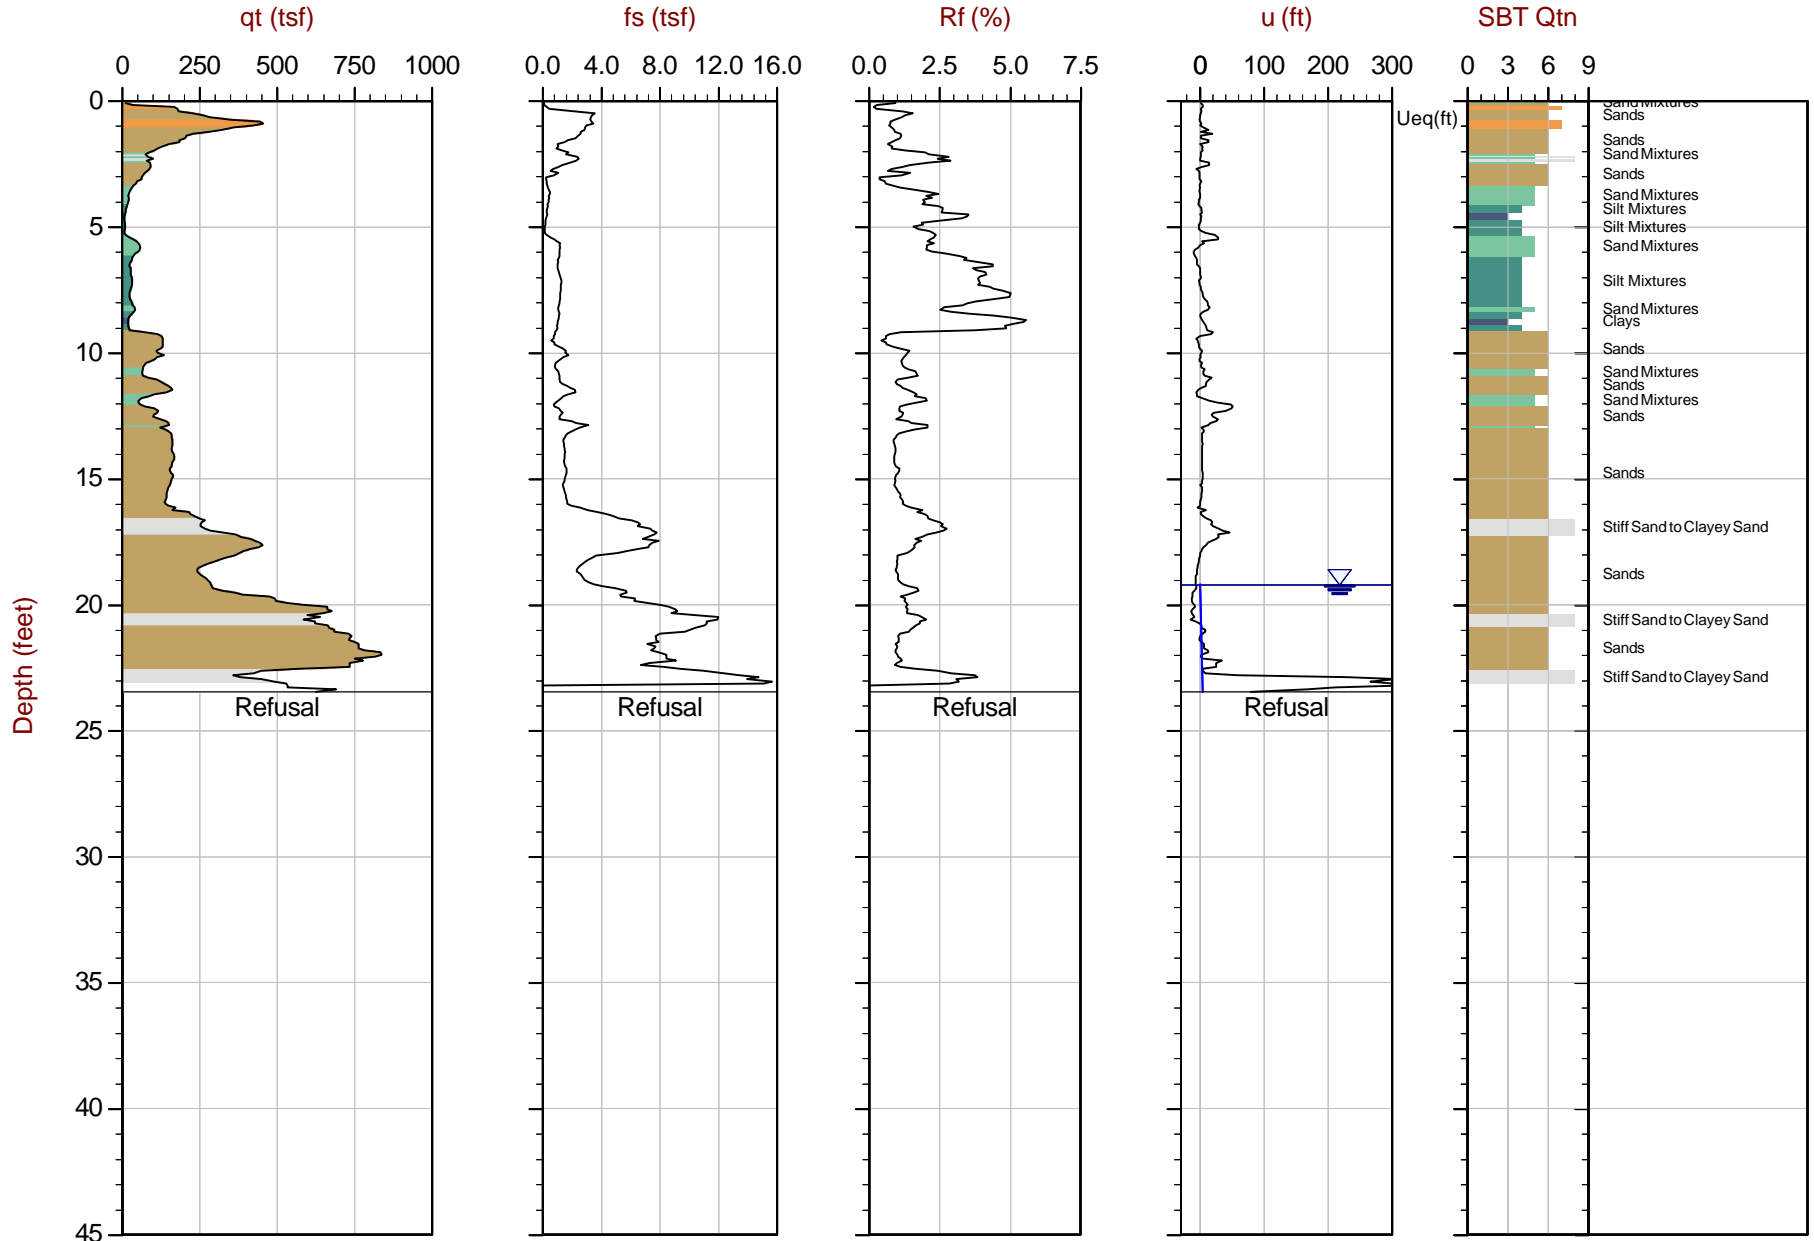 qt (tsf) fs (tsf) Rf (%) u (ft) SBT Qtn
0 250 500 750 1000 0.0 4.0 8.0 12.0 16.0 0.0 2.5 5.0 7.5 0 100 200 300 0 3 6 9
0
Sand Mixtures
Ueq(ft)
Sands
Sands
Sand Mixtures
Sands
Sand Mixtures
Silt Mixtures
5
Silt Mixtures
Sand Mixtures
Silt Mixtures
Sand Mixtures
Clays
10
Sands
Sand Mixtures
Sands
Sand Mixtures
Sands
Sands
15
Stiff Sand to Clayey Sand
Sands
20
Stiff Sand to Clayey Sand
Sands
Stiff Sand to Clayey Sand
Depth (feet)
Refusal Refusal Refusal Refusal
25
30
35
40
45